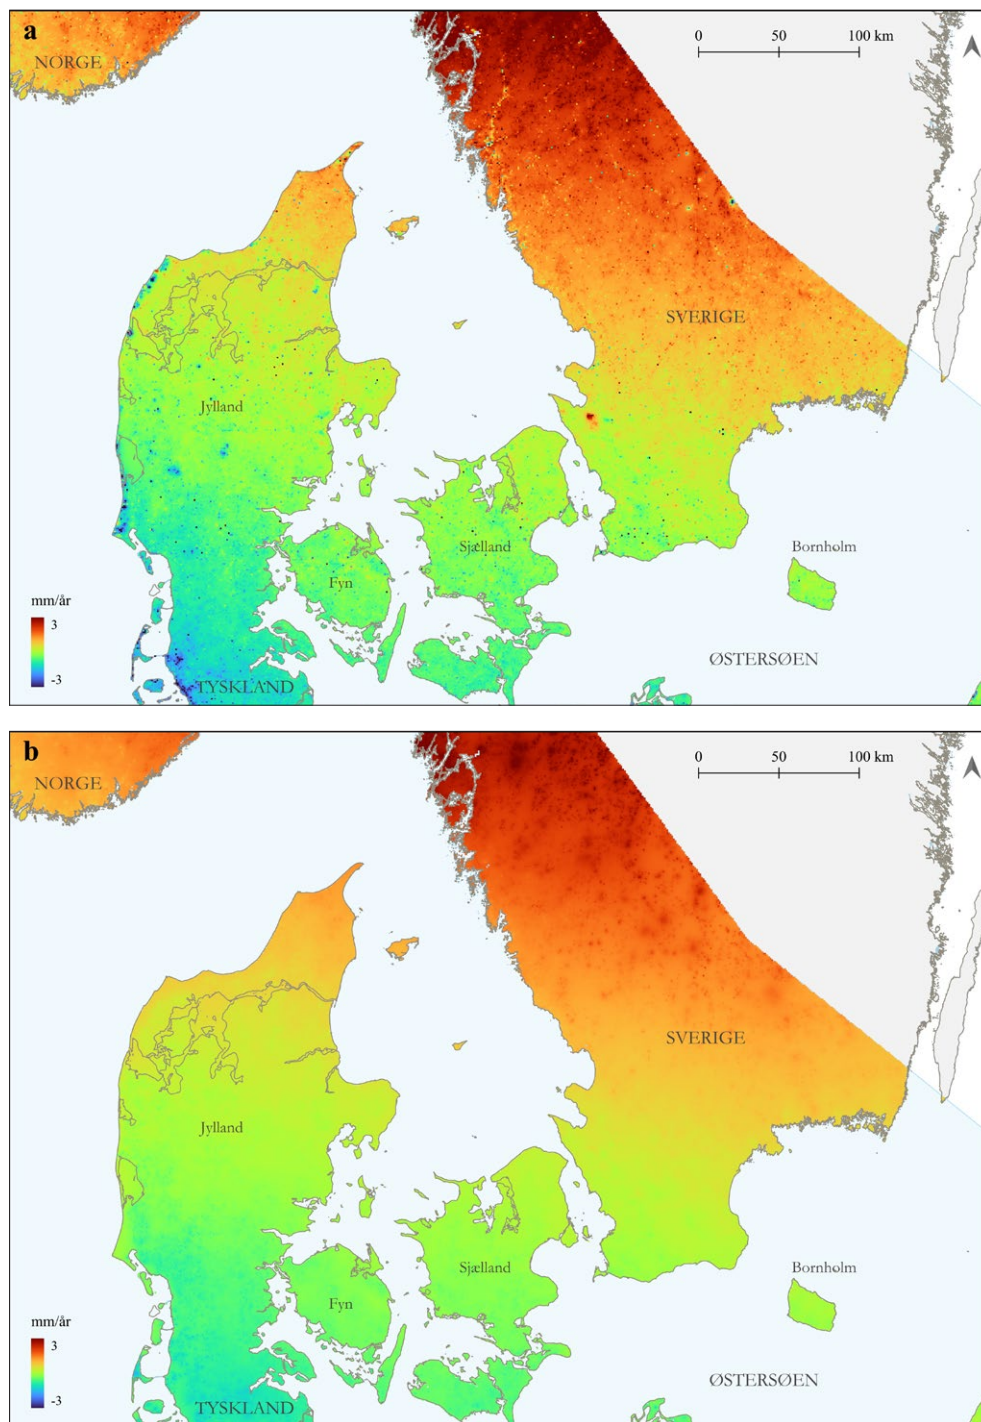 a
0 50 100 km
NORGE
SVERIGE
Jylland
Sjælland
Bornholm
Fyn
mm/år
3
-3
ØSTERSØEN
TYSKLAND
b
0 50 100 km
NORGE
SVERIGE
Jylland
Sjælland
Bornholm
Fyn
mm/år
3
-3
ØSTERSØEN
TYSKLAND